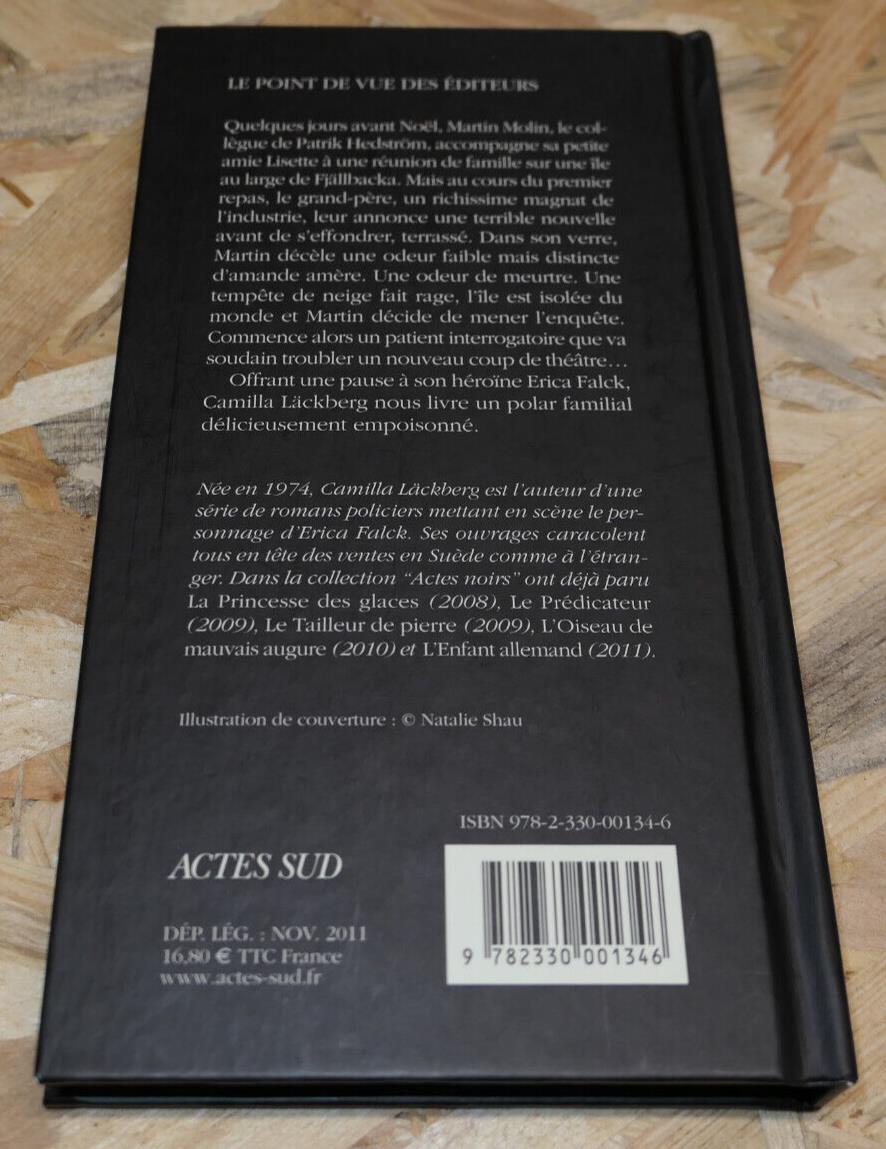 LE POINT DE VUE DES ÉDITEURS
Quelques jours avant Noël, Martin Molin, le col-
lègue de Patrik Hedström, accompagne sa petite
amie Lisette à une réunion de famille sur une île
au large de Fjällbacka. Mais au cours du premier
repas, le grand-père, un richissime magnat de
l'industrie, leur annonce une terrible nouvelle
avant de s'effondrer, terrassé. Dans son verre,
Martin décèle une odeur faible mais distincte
d'amande amère. Une odeur de meurtre. Une
tempête de neige fait rage, l'île est isolée du
monde et Martin décide de mener l'enquête.
Commence alors un patient interrogatoire que va
soudain troubler un nouveau coup de théâtre…
Offrant une pause à son héroïne Erica Falck,
Camilla Läckberg nous livre un polar familial
délicieusement empoisonné.
Née en 1974, Camilla Läckberg est l'auteur d'une
série de romans policiers mettant en scène le per-
sonnage d'Erica Falck. Ses ouvrages caracolent
tous en tête des ventes en Suède comme à l'étran-
ger. Dans la collection “Actes noirs” ont déjà paru
La Princesse des glaces (2008), Le Prédicateur
(2009), Le Tailleur de pierre (2009), L'Oiseau de
mauvais augure (2010) et L'Enfant allemand (2011).
Illustration de couverture : © Natalie Shau
ISBN 978-2-330-00134-6
ACTES SUD
DÉP. LÉG. : NOV. 2011
16,80 € TTC France
www.actes-sud.fr
9 782330 001346